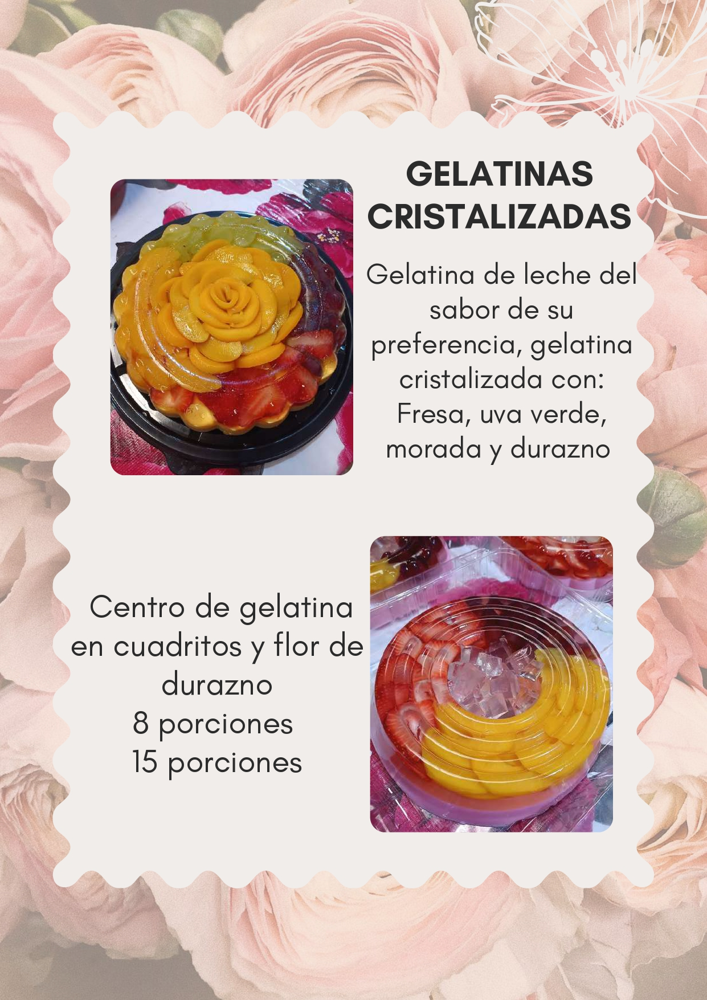 GELATINAS
CRISTALIZADAS
Gelatina de leche del
sabor de su
preferencia, gelatina
cristalizada con:
Fresa, uva verde,
morada y durazno
Centro de gelatina
en cuadritos y flor de
durazno
8 porciones
15 porciones